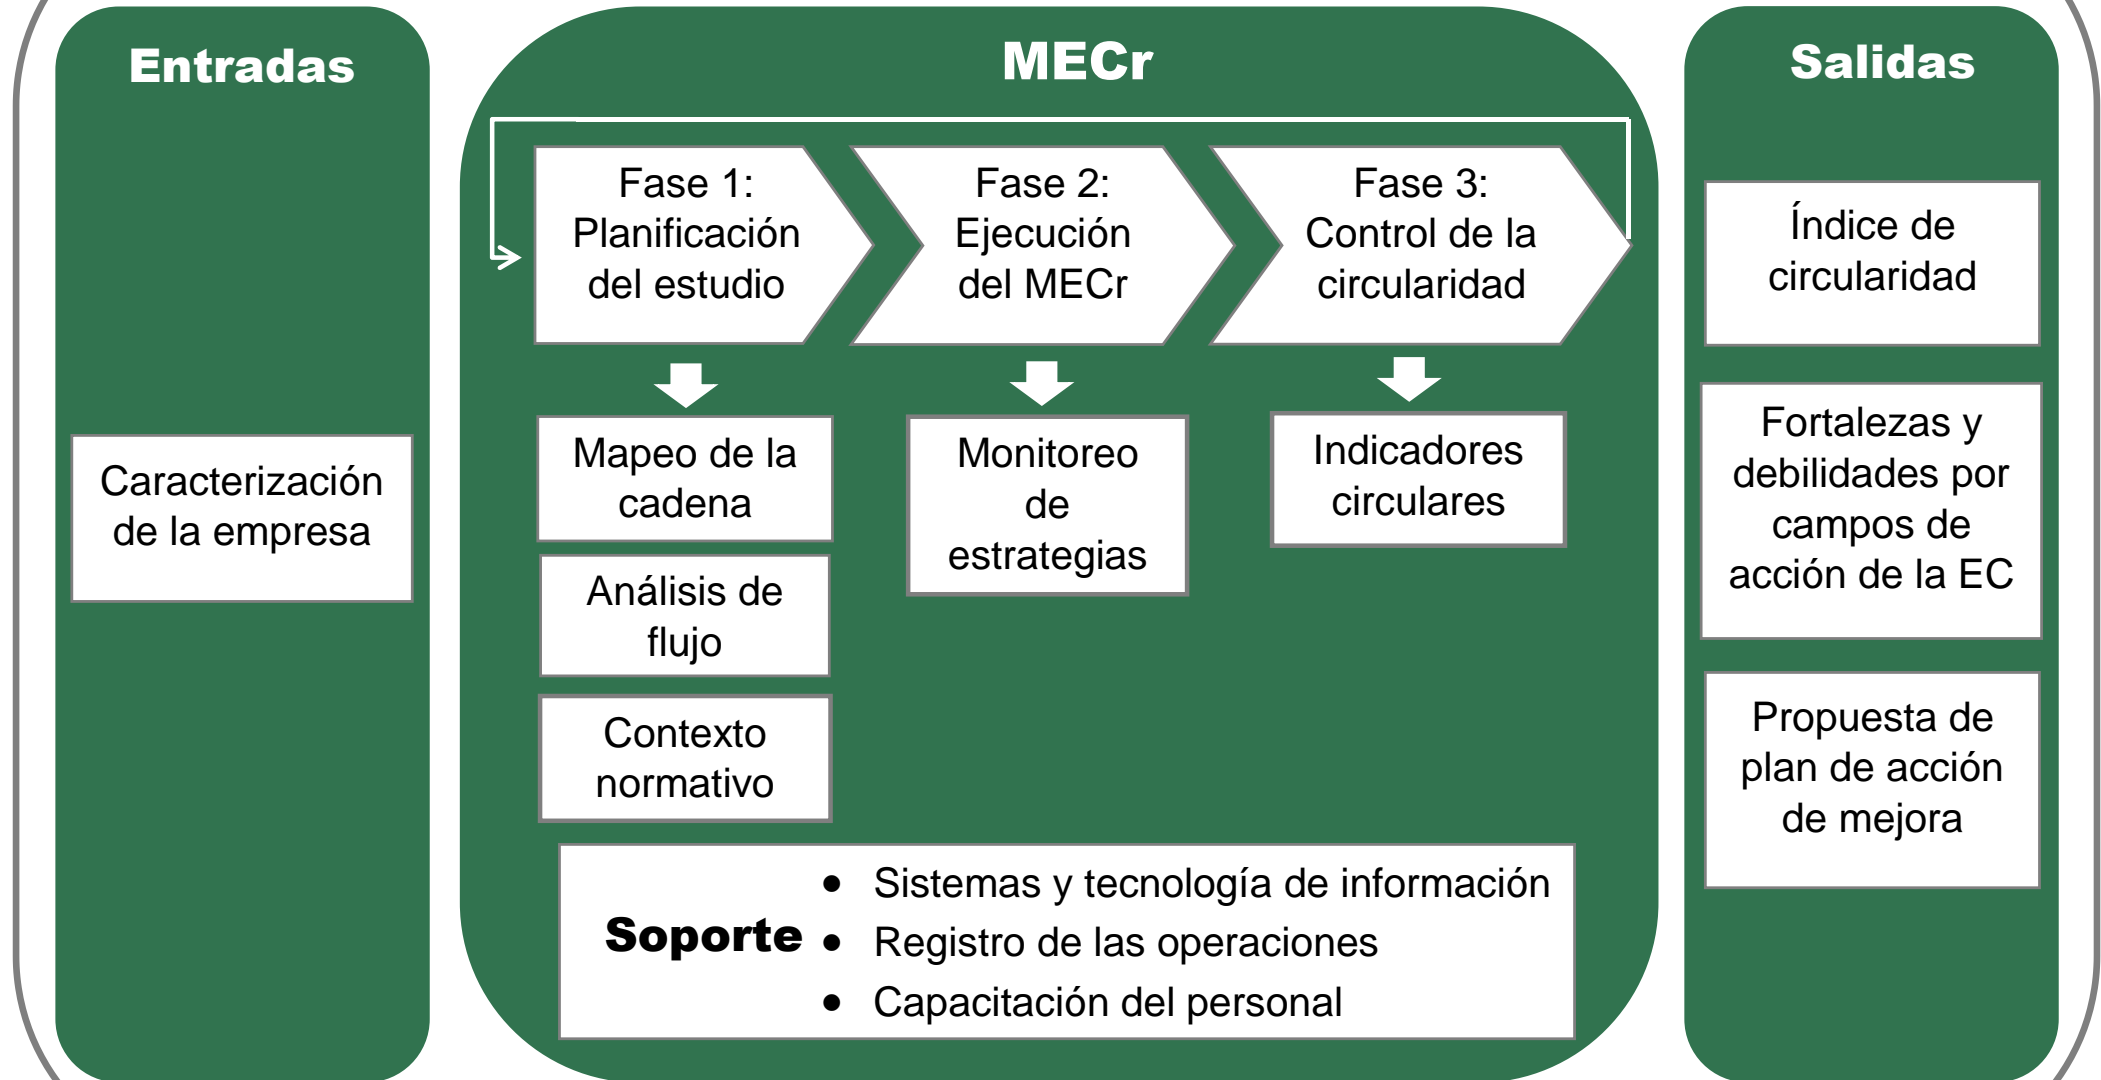 Entradas
Caracterización
de la empresa
MECr
Fase 1:
Planificación
del estudio
Fase 2:
Ejecución
del MECr
Fase 3:
Control de la
circularidad
Mapeo de la
cadena
Análisis de
flujo
Contexto
normativo
Monitoreo
de
estrategias
Indicadores
circulares
Soporte
• Sistemas y tecnología de información
• Registro de las operaciones
• Capacitación del personal
Salidas
Índice de
circularidad
Fortalezas y
debilidades por
campos de
acción de la EC
Propuesta de
plan de acción
de mejora